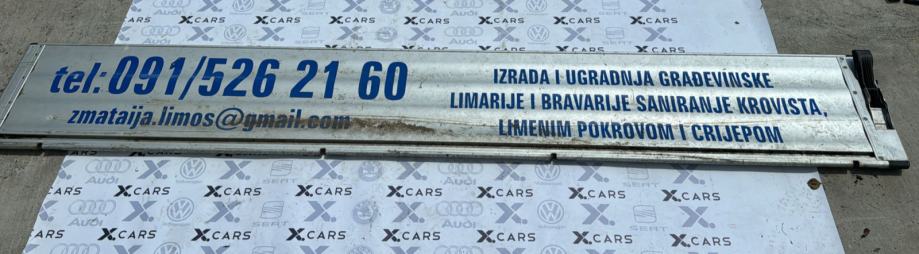 tel:091/526 21 60
zmataija.limos@gmail.com
IZRADA I UGRADNJA GRAĐEVINSKE
LIMARIJE I BRAVARIJE SANIRANJE KROVIŠTA,
LIMENIM POKROVOM I CRIJEPOM
X CARS
Audi
SEAT